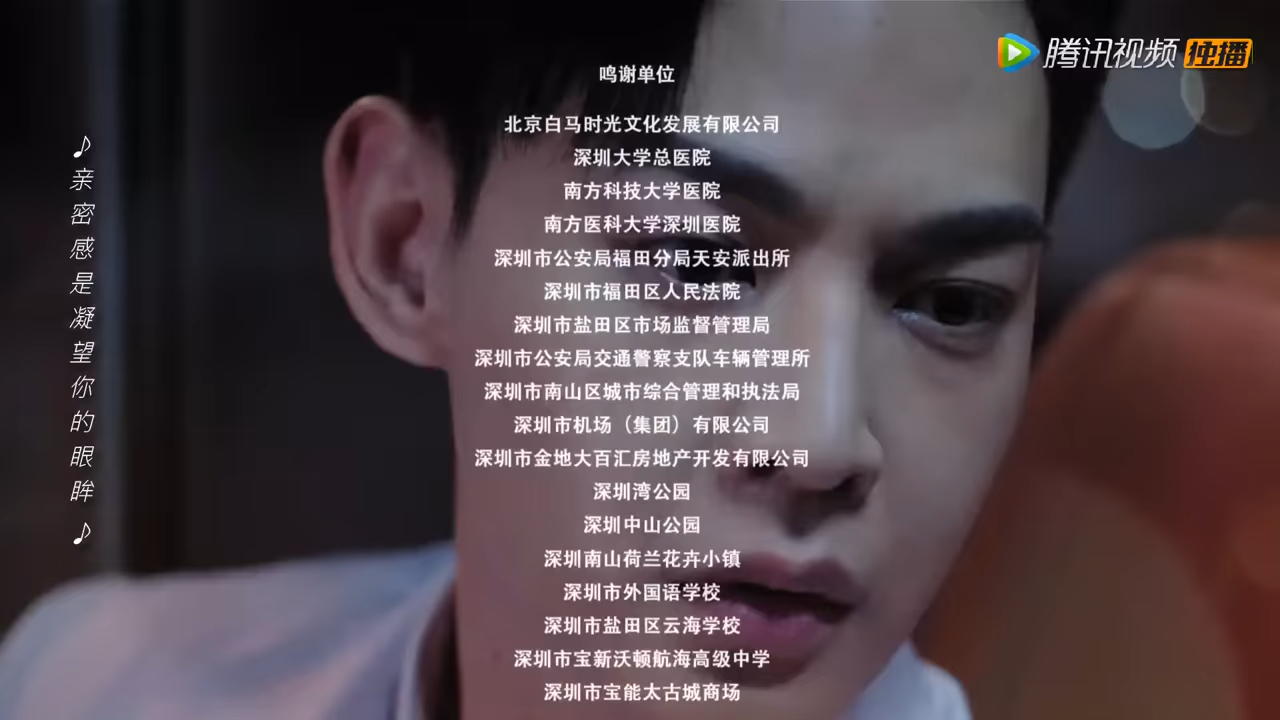 腾讯视频 独播
鸣谢单位
北京白马时光文化发展有限公司
深圳大学总医院
南方科技大学医院
南方医科大学深圳医院
深圳市公安局福田分局天安派出所
深圳市福田区人民法院
深圳市盐田区市场监督管理局
深圳市公安局交通警察支队车辆管理所
深圳市南山区城市综合管理和执法局
深圳市机场（集团）有限公司
深圳市金地大百汇房地产开发有限公司
深圳湾公园
深圳中山公园
深圳南山荷兰花卉小镇
深圳市外国语学校
深圳市盐田区云海学校
深圳市宝新沃顿航海高级中学
深圳市宝能太古城商场
♪亲密感是凝望你的眼眸♪